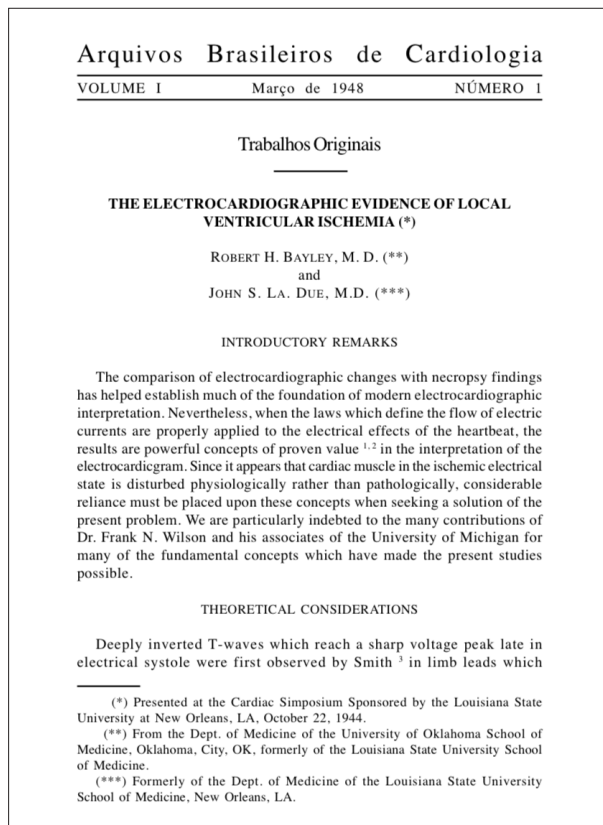 Arquivos Brasileiros de Cardiologia
VOLUME I Março de 1948 NÚMERO 1
Trabalhos Originais
THE ELECTROCARDIOGRAPHIC EVIDENCE OF LOCAL
VENTRICULAR ISCHEMIA (*)
ROBERT H. BAYLEY, M. D. (**)
and
JOHN S. LA. DUE, M.D. (***)
INTRODUCTORY REMARKS
The comparison of electrocardiographic changes with necropsy findings
has helped establish much of the foundation of modern electrocardiographic
interpretation. Nevertheless, when the laws which define the flow of electric
currents are properly applied to the electrical effects of the heartbeat, the
results are powerful concepts of proven value 1, 2 in the interpretation of the
electrocardicgram. Since it appears that cardiac muscle in the ischemic electrical
state is disturbed physiologically rather than pathologically, considerable
reliance must be placed upon these concepts when seeking a solution of the
present problem. We are particularly indebted to the many contributions of
Dr. Frank N. Wilson and his associates of the University of Michigan for
many of the fundamental concepts which have made the present studies
possible.
THEORETICAL CONSIDERATIONS
Deeply inverted T-waves which reach a sharp voltage peak late in
electrical systole were first observed by Smith 3 in limb leads which
(*) Presented at the Cardiac Simposium Sponsored by the Louisiana State
University at New Orleans, LA, October 22, 1944.
(**) From the Dept. of Medicine of the University of Oklahoma School of
Medicine, Oklahoma, City, OK, formerly of the Louisiana State University School
of Medicine.
(***) Formerly of the Dept. of Medicine of the Louisiana State University
School of Medicine, New Orleans, LA.